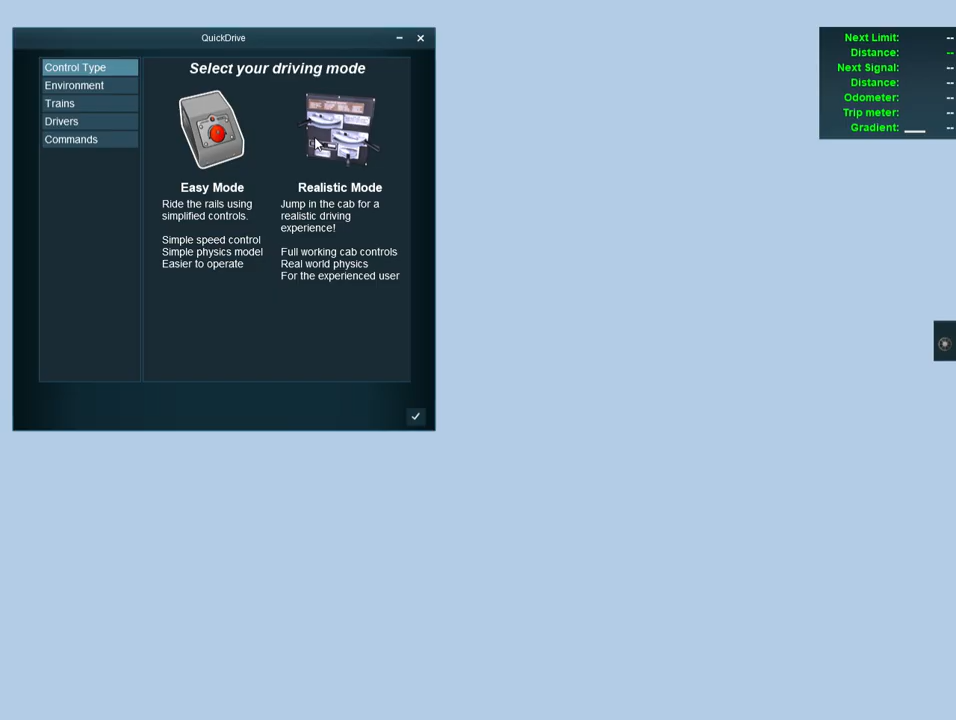 QuickDrive
Control Type
Environment
Trains
Drivers
Commands
Select your driving mode
Easy Mode
Ride the rails using
simplified controls.
Simple speed control
Simple physics model
Easier to operate
Realistic Mode
Jump in the cab for a
realistic driving
experience!
Full working cab controls
Real world physics
For the experienced user
Next Limit: --
Distance: --
Next Signal: --
Distance: --
Odometer: --
Trip meter: --
Gradient: --